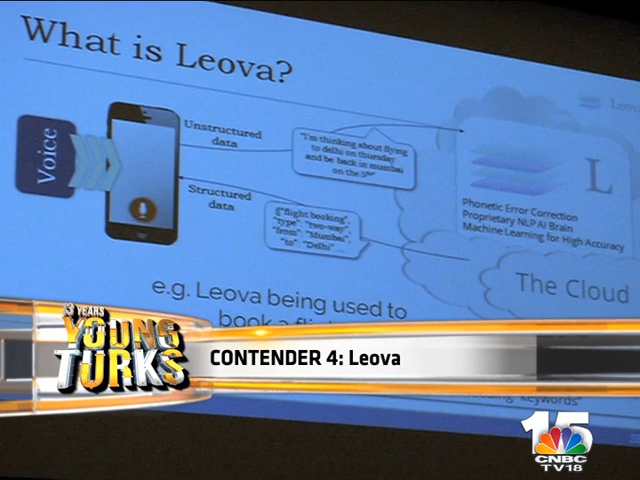 What is Leova?
Voice
Unstructured
data
"I'm thinking about flying
to delhi on thursday
and be back in mumbai
on the 5th"
Structured
data
{["flight booking",
"type": "two-way",
"from": "Mumbai",
"to": "Delhi" ...
L
Phonetic Error Correction
Proprietary NLP AI Brain
Machine Learning for High Accuracy
The Cloud
e.g. Leova being used to
book a
"keywords"
YEARS
YOUNG
TURKS
CONTENDER 4: Leova
15
CNBC
TV18